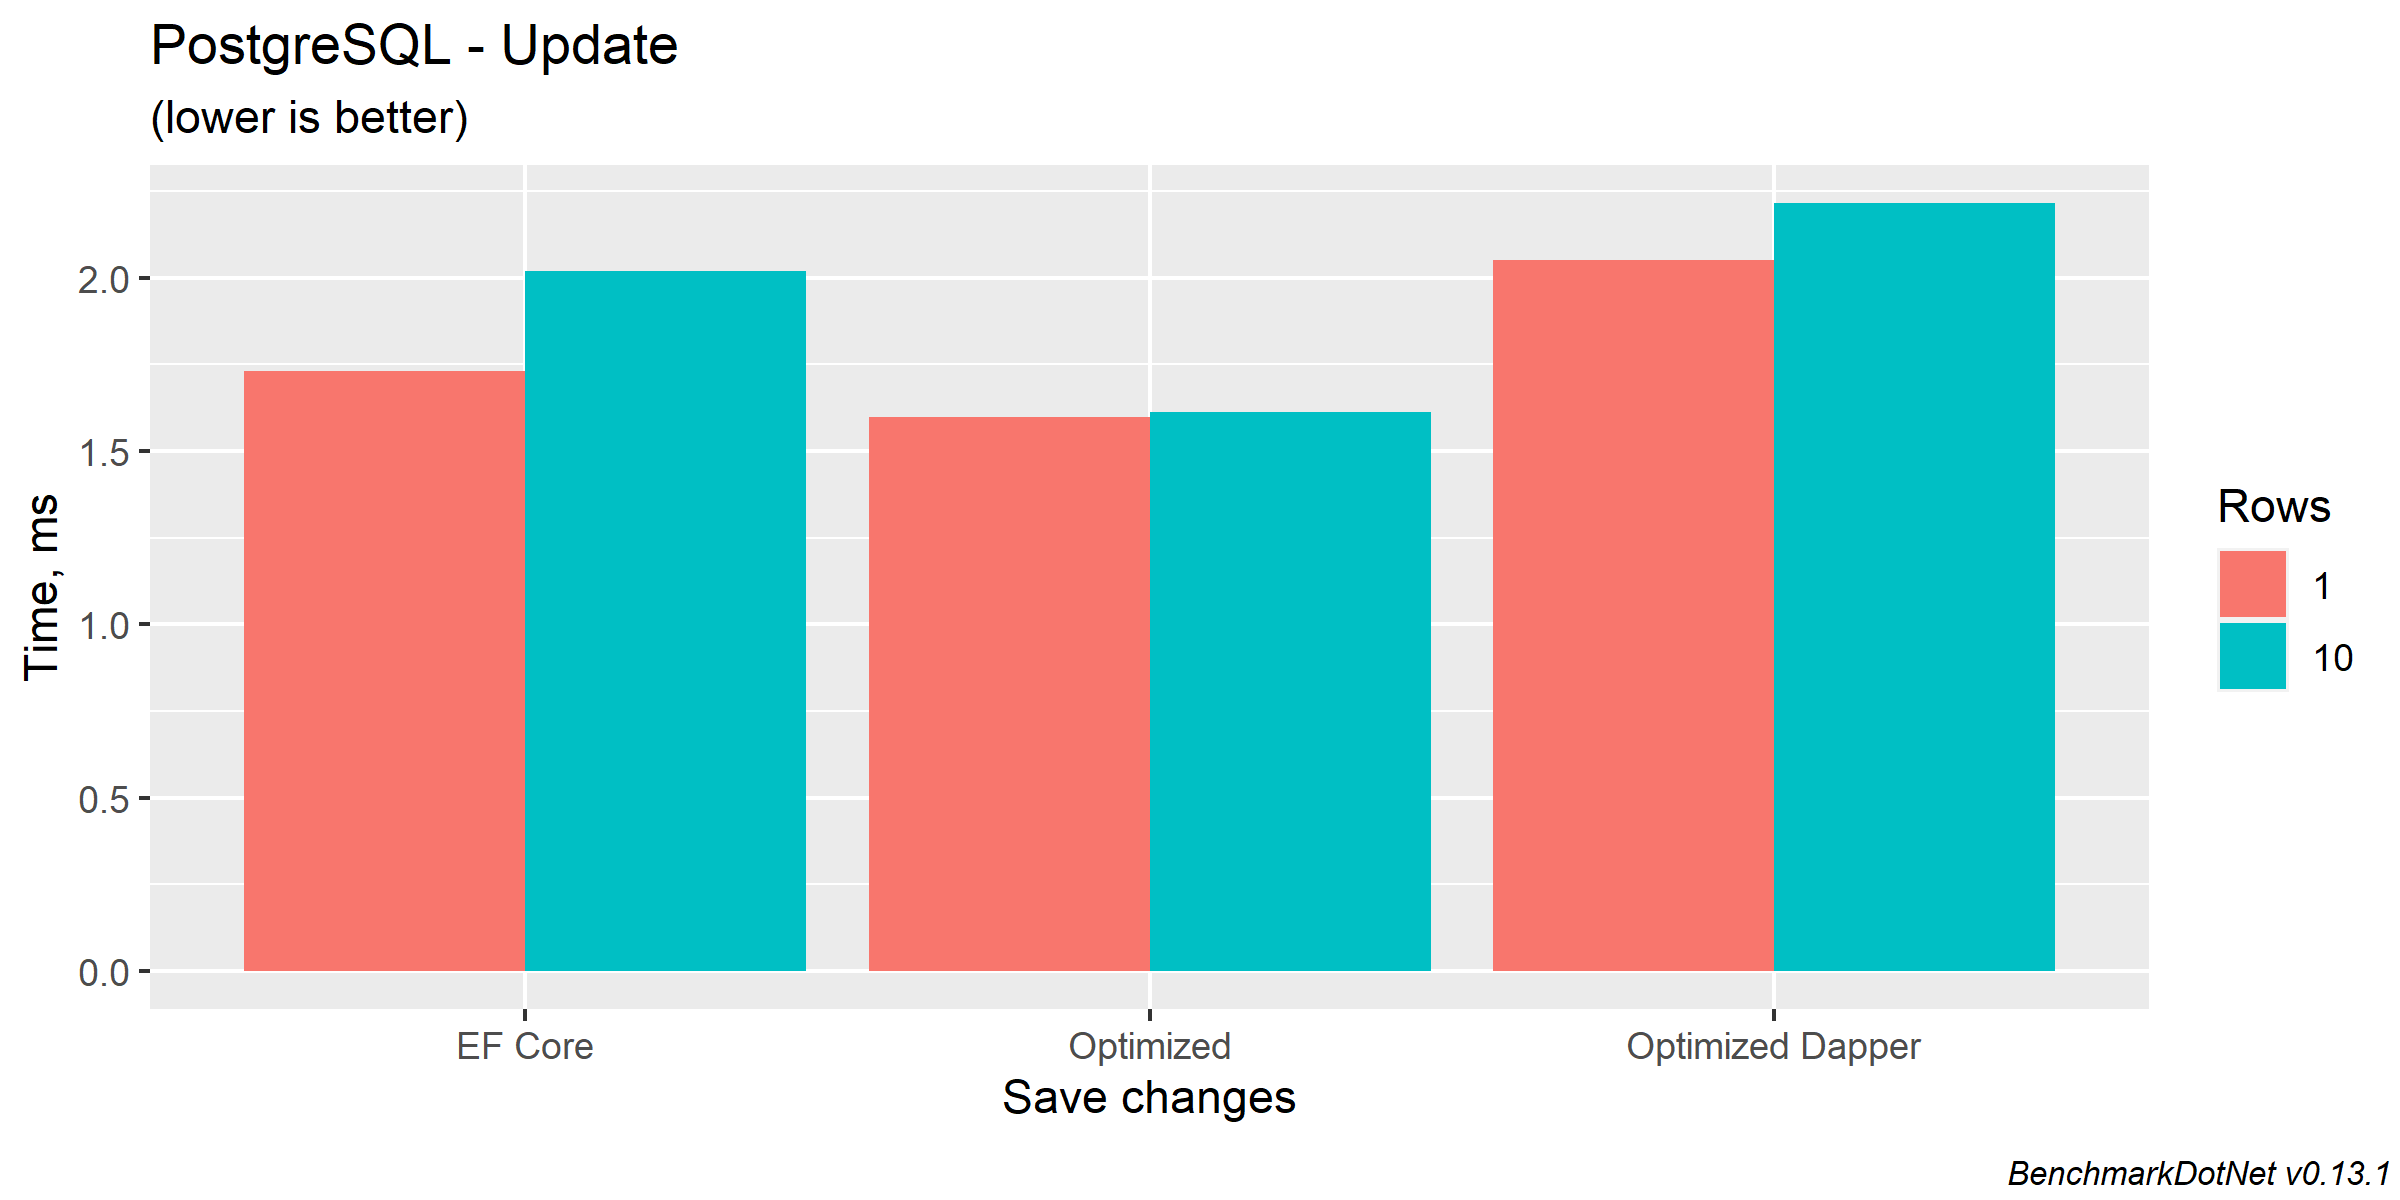 PostgreSQL - Update
(lower is better)
Time, ms
2.0
1.5
1.0
0.5
0.0
EF Core
Optimized
Optimized Dapper
Save changes
Rows
1
10
BenchmarkDotNet v0.13.1